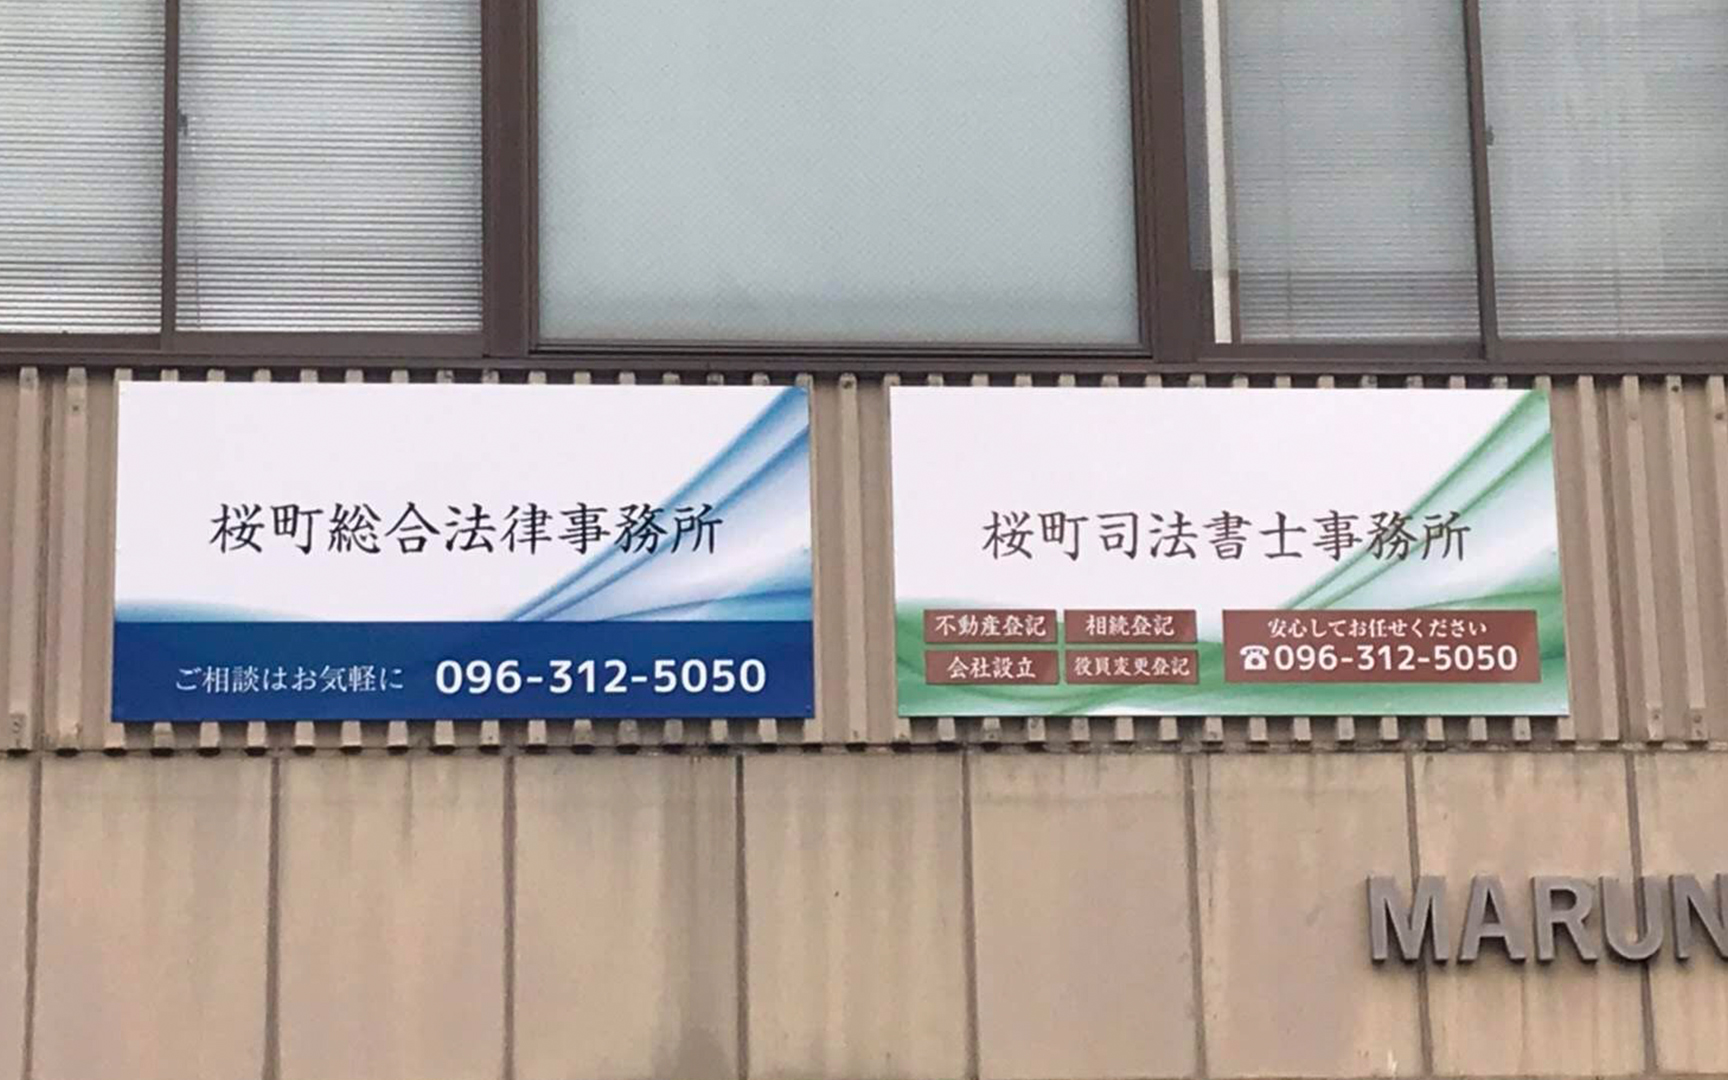 桜町総合法律事務所
ご相談はお気軽に 096-312-5050
桜町司法書士事務所
不動産登記 相続登記
会社設立 役員変更登記
安心してお任せください
☎096-312-5050
MARUN